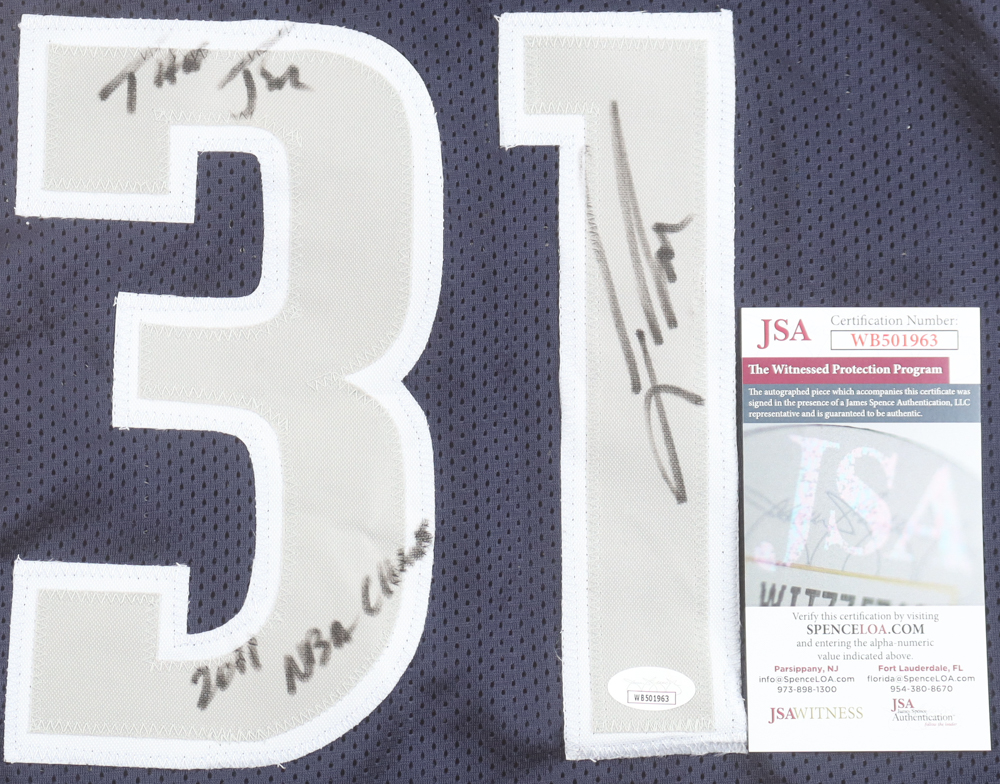 31
The Jet
2011
NBA Champ
WB501963
JSA
Certification Number:
WB501963
The Witnessed Protection Program
The autographed piece which accompanies this certificate was
signed in the presence of a James Spence Authentication, LLC
representative and is guaranteed to be authentic.
JSA
Verify this certification by visiting
SPENCELOA.COM
and entering the alpha-numeric
value indicated above.
Parsippany, NJ
info@SpenceLOA.com
973-898-1300
Fort Lauderdale, FL
florida@SpenceLOA.com
954-380-8670
JSAWITNESS
JSA
Authentication